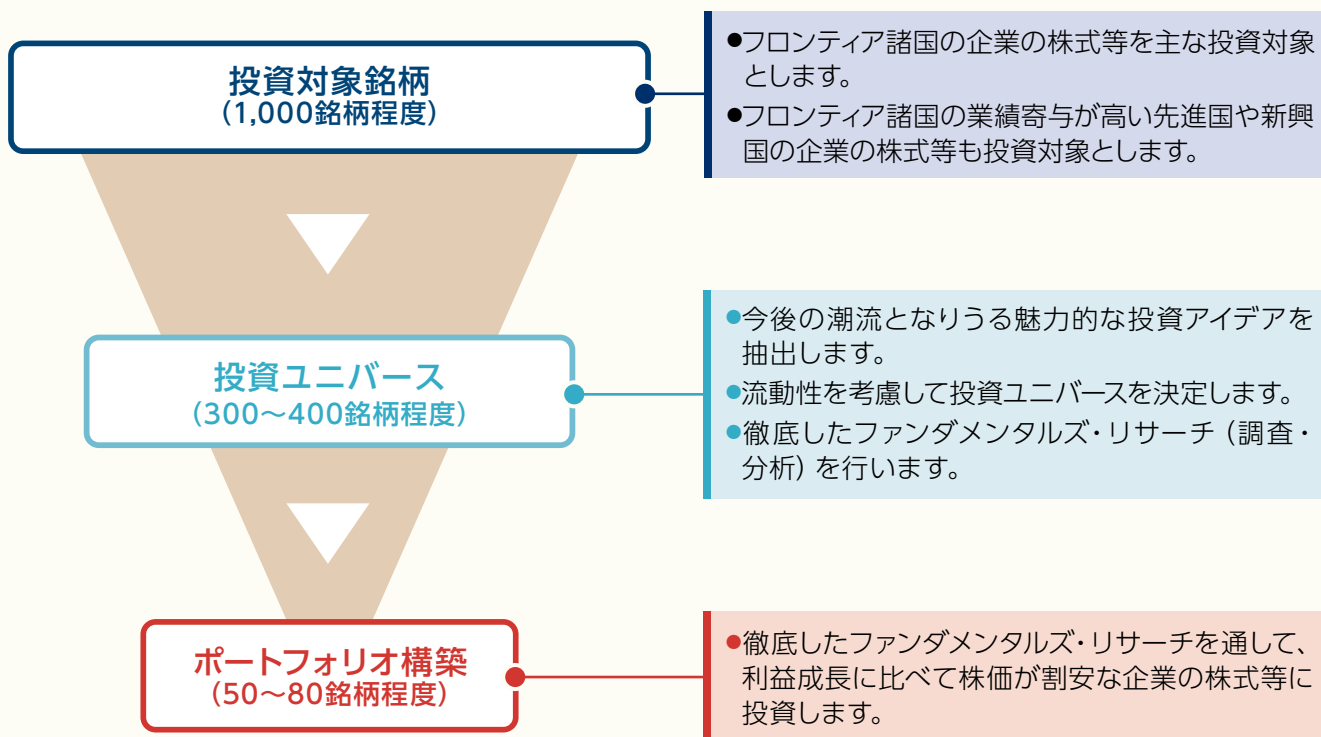 投資対象銘柄
(1,000銘柄程度)
●フロンティア諸国の企業の株式等を主な投資対象
とします。
●フロンティア諸国の業績寄与が高い先進国や新興
国の企業の株式等も投資対象とします。
投資ユニバース
(300〜400銘柄程度)
●今後の潮流となりうる魅力的な投資アイデアを
抽出します。
●流動性を考慮して投資ユニバースを決定します。
●徹底したファンダメンタルズ・リサーチ(調査・
分析)を行います。
ポートフォリオ構築
(50〜80銘柄程度)
●徹底したファンダメンタルズ・リサーチを通して、
利益成長に比べて株価が割安な企業の株式等に
投資します。